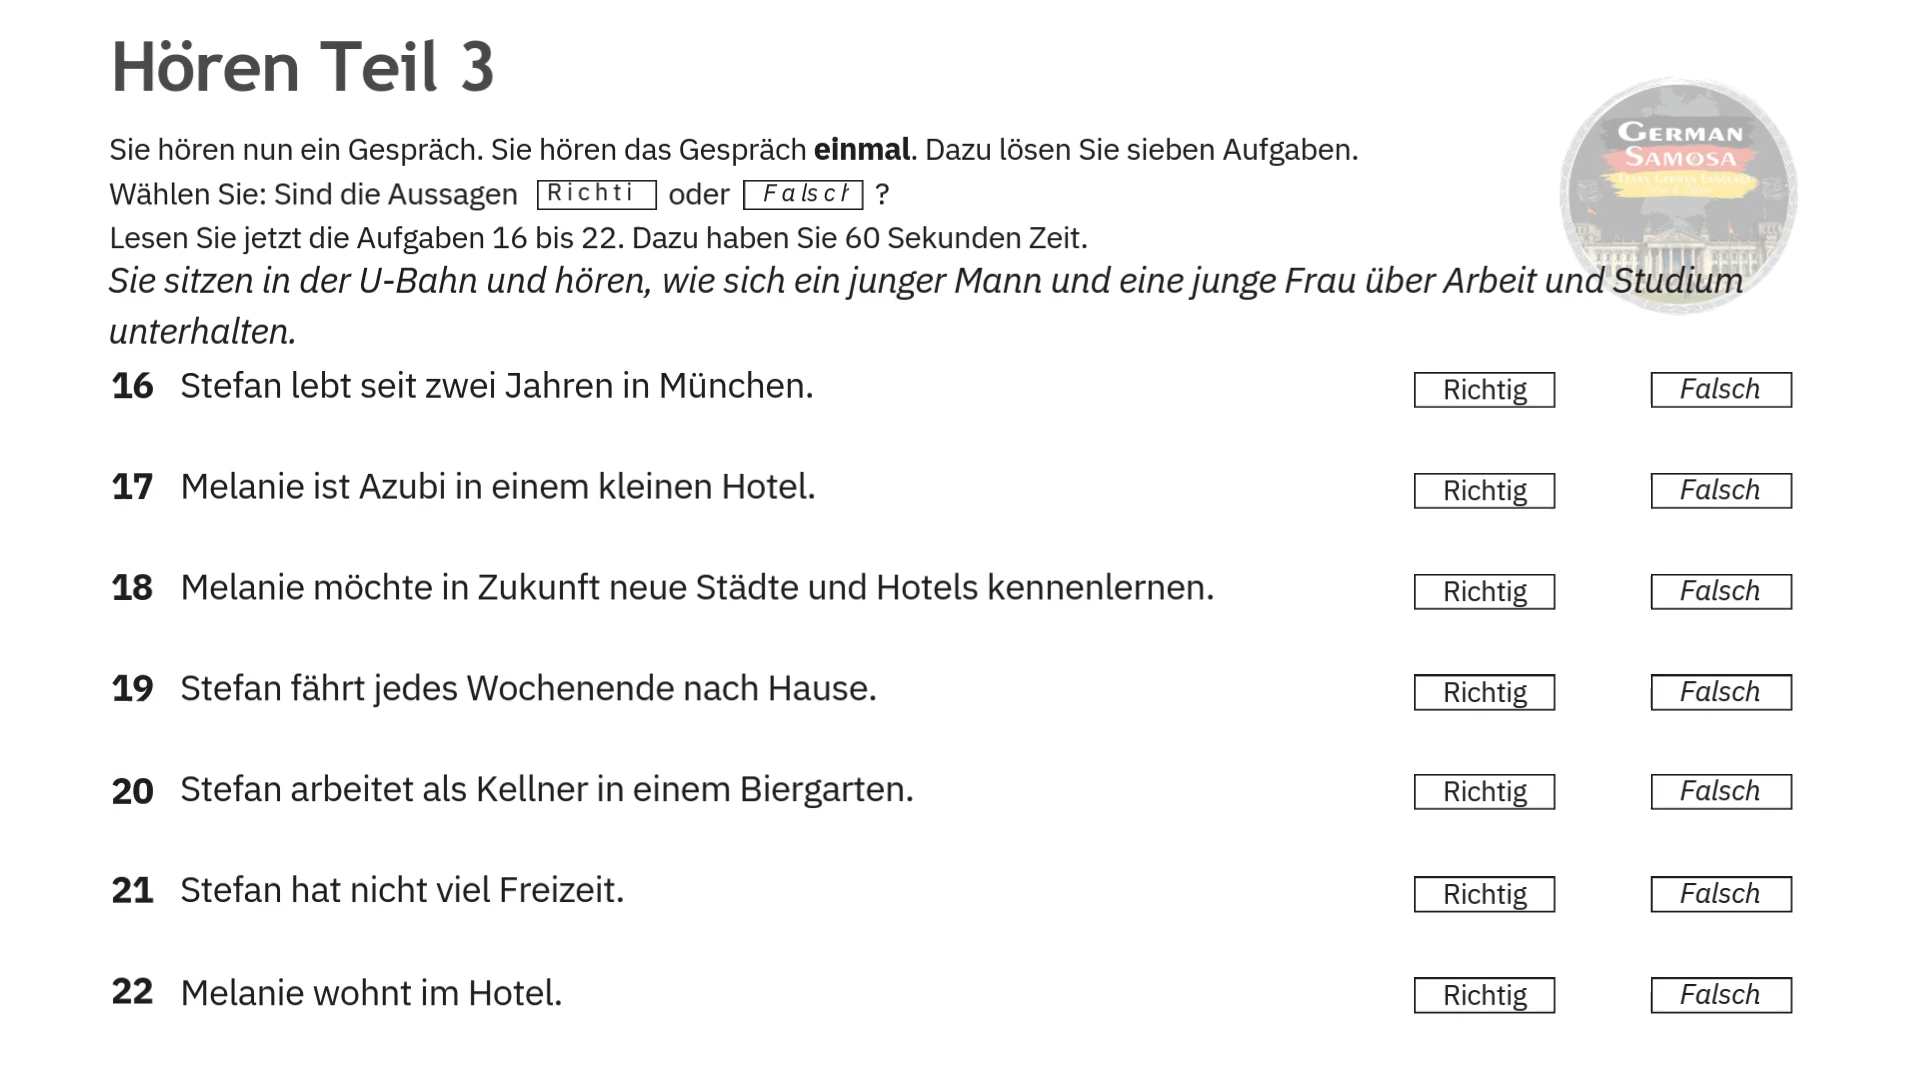 Hören Teil 3
GERMAN
SAMOSA
LEARN GERMAN LANGUAGE
Sie hören nun ein Gespräch. Sie hören das Gespräch einmal. Dazu lösen Sie sieben Aufgaben.
Wählen Sie: Sind die Aussagen Richti oder Falsch ?
Lesen Sie jetzt die Aufgaben 16 bis 22. Dazu haben Sie 60 Sekunden Zeit.
Sie sitzen in der U-Bahn und hören, wie sich ein junger Mann und eine junge Frau über Arbeit und Studium
unterhalten.
16 Stefan lebt seit zwei Jahren in München. Richtig Falsch
17 Melanie ist Azubi in einem kleinen Hotel. Richtig Falsch
18 Melanie möchte in Zukunft neue Städte und Hotels kennenlernen. Richtig Falsch
19 Stefan fährt jedes Wochenende nach Hause. Richtig Falsch
20 Stefan arbeitet als Kellner in einem Biergarten. Richtig Falsch
21 Stefan hat nicht viel Freizeit. Richtig Falsch
22 Melanie wohnt im Hotel. Richtig Falsch